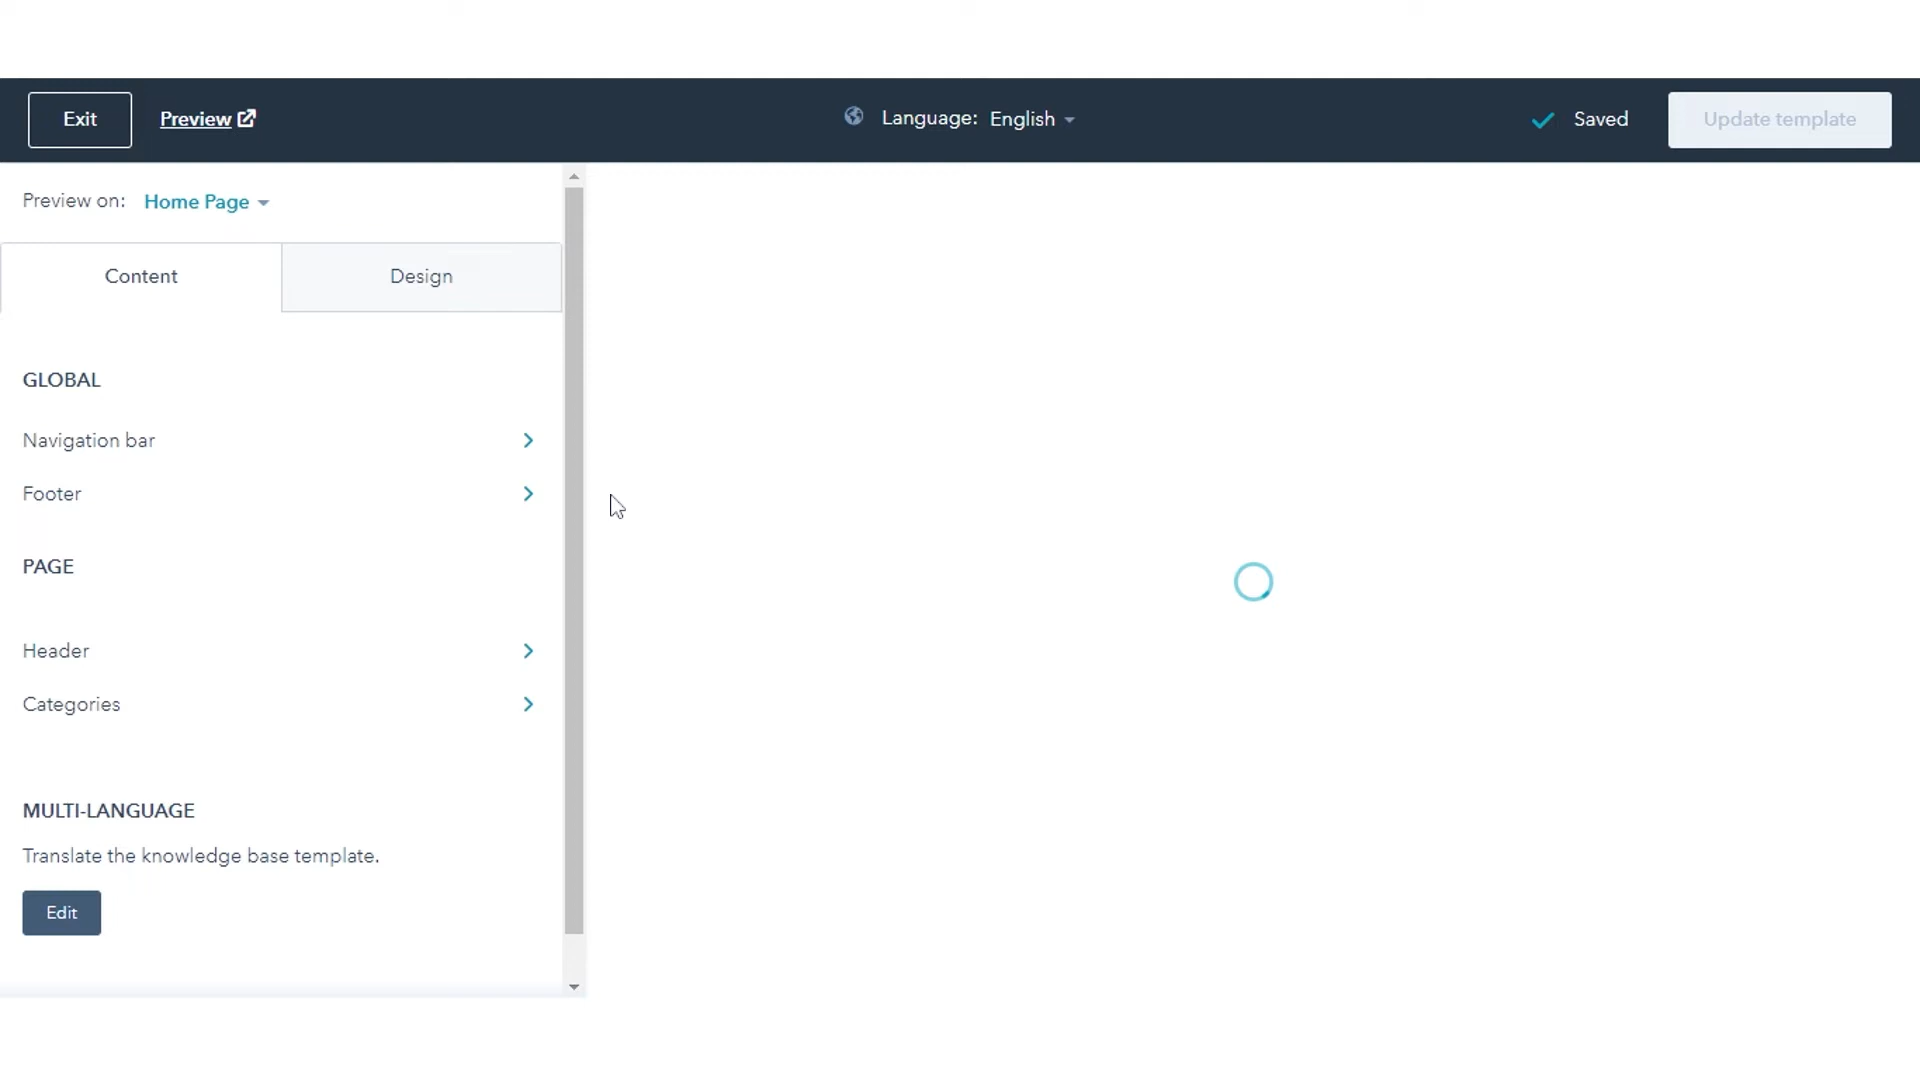 Exit
Preview
Language: English
Saved
Update template
Preview on: Home Page
Content
Design
GLOBAL
Navigation bar
Footer
PAGE
Header
Categories
MULTI-LANGUAGE
Translate the knowledge base template.
Edit